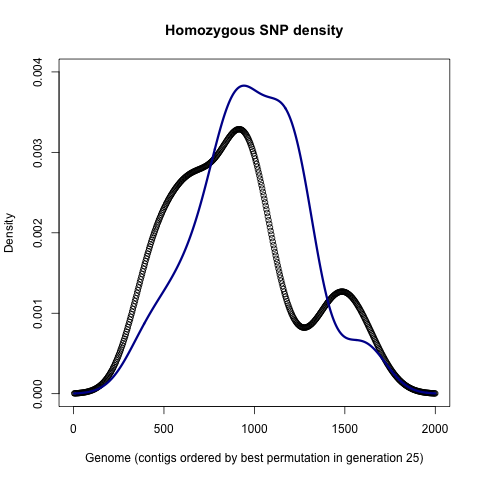 Homozygous SNP density
0.004
0.003
0.002
0.001
0.000
Density
0 500 1000 1500 2000
Genome (contigs ordered by best permutation in generation 25)